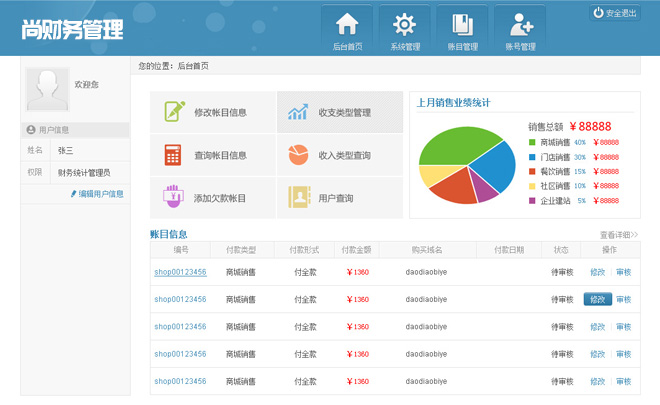 尚财务管理
后台首页 系统管理 账目管理 账号管理
安全退出
欢迎您
用户信息
姓名 张三
权限 财务统计管理员
编辑用户信息
您的位置：后台首页
修改帐目信息 收支类型管理
查询帐目信息 收入类型查询
添加欠款帐目 用户查询
上月销售业绩统计
销售总额 ￥88888
商城销售 40% ￥88888
门店销售 30% ￥88888
餐饮销售 15% ￥88888
社区销售 10% ￥88888
企业建站 5% ￥88888
账目信息 查看详细>>
编号 付款类型 付款形式 付款金额 购买域名 付款日期 状态 操作
shop00123456 商城销售 付全款 ￥1360 daodiaobiye 待审核 修改 | 审核
shop00123456 商城销售 付全款 ￥1360 daodiaobiye 待审核 修改 审核
shop00123456 商城销售 付全款 ￥1360 daodiaobiye 待审核 修改 | 审核
shop00123456 商城销售 付全款 ￥1360 daodiaobiye 待审核 修改 | 审核
shop00123456 商城销售 付全款 ￥1360 daodiaobiye 待审核 修改 | 审核